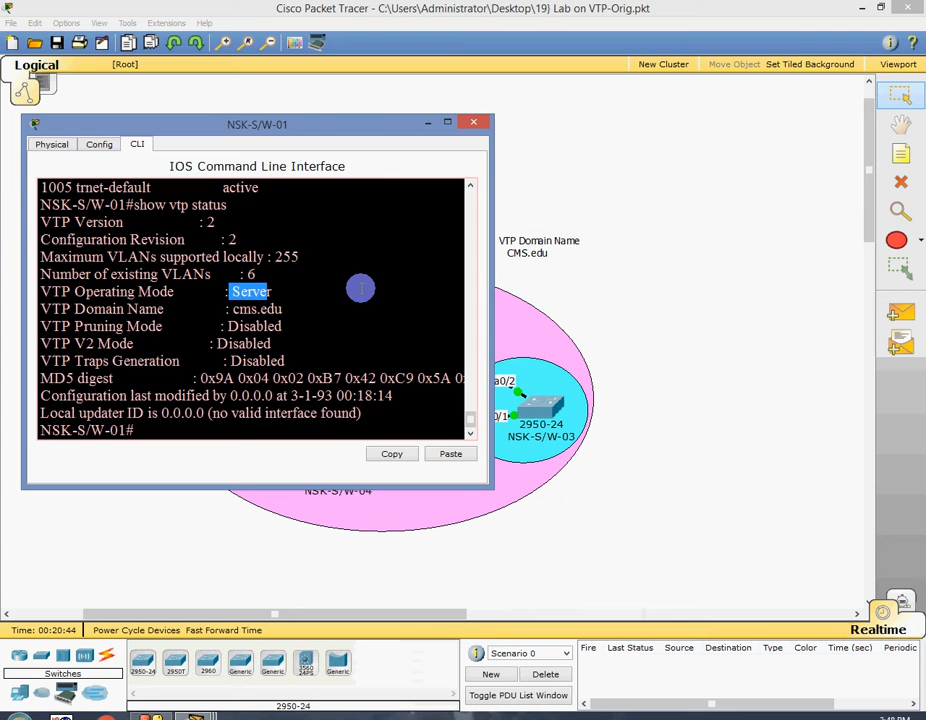 Cisco Packet Tracer - C:\Users\Administrator\Desktop\19} Lab on VTP-Orig.pkt
File Edit Options View Tools Extensions Help
Logical
[Root]
New Cluster
Move Object
Set Tiled Background
Viewport
NSK-S/W-01
Physical
Config
CLI
IOS Command Line Interface
1005 trnet-default active
NSK-S/W-01#show vtp status
VTP Version : 2
Configuration Revision : 2
Maximum VLANs supported locally : 255
Number of existing VLANs : 6
VTP Operating Mode : Server
VTP Domain Name : cms.edu
VTP Pruning Mode : Disabled
VTP V2 Mode : Disabled
VTP Traps Generation : Disabled
MD5 digest : 0x9A 0x04 0x02 0xB7 0x42 0xC9 0x5A
Configuration last modified by 0.0.0.0 at 3-1-93 00:18:14
Local updater ID is 0.0.0.0 (no valid interface found)
NSK-S/W-01#
Copy
Paste
VTP Domain Name
CMS.edu
a0/2
0/1
2950-24
NSK-S/W-03
NSK-S/W-04
Time: 00:20:44
Power Cycle Devices Fast Forward Time
Realtime
Switches
2950-24
2950T
2960
Generic
Generic
3560
24PS
Generic
2950-24
Scenario 0
New
Delete
Toggle PDU List Window
Fire Last Status Source Destination Type Color Time (sec) Periodic